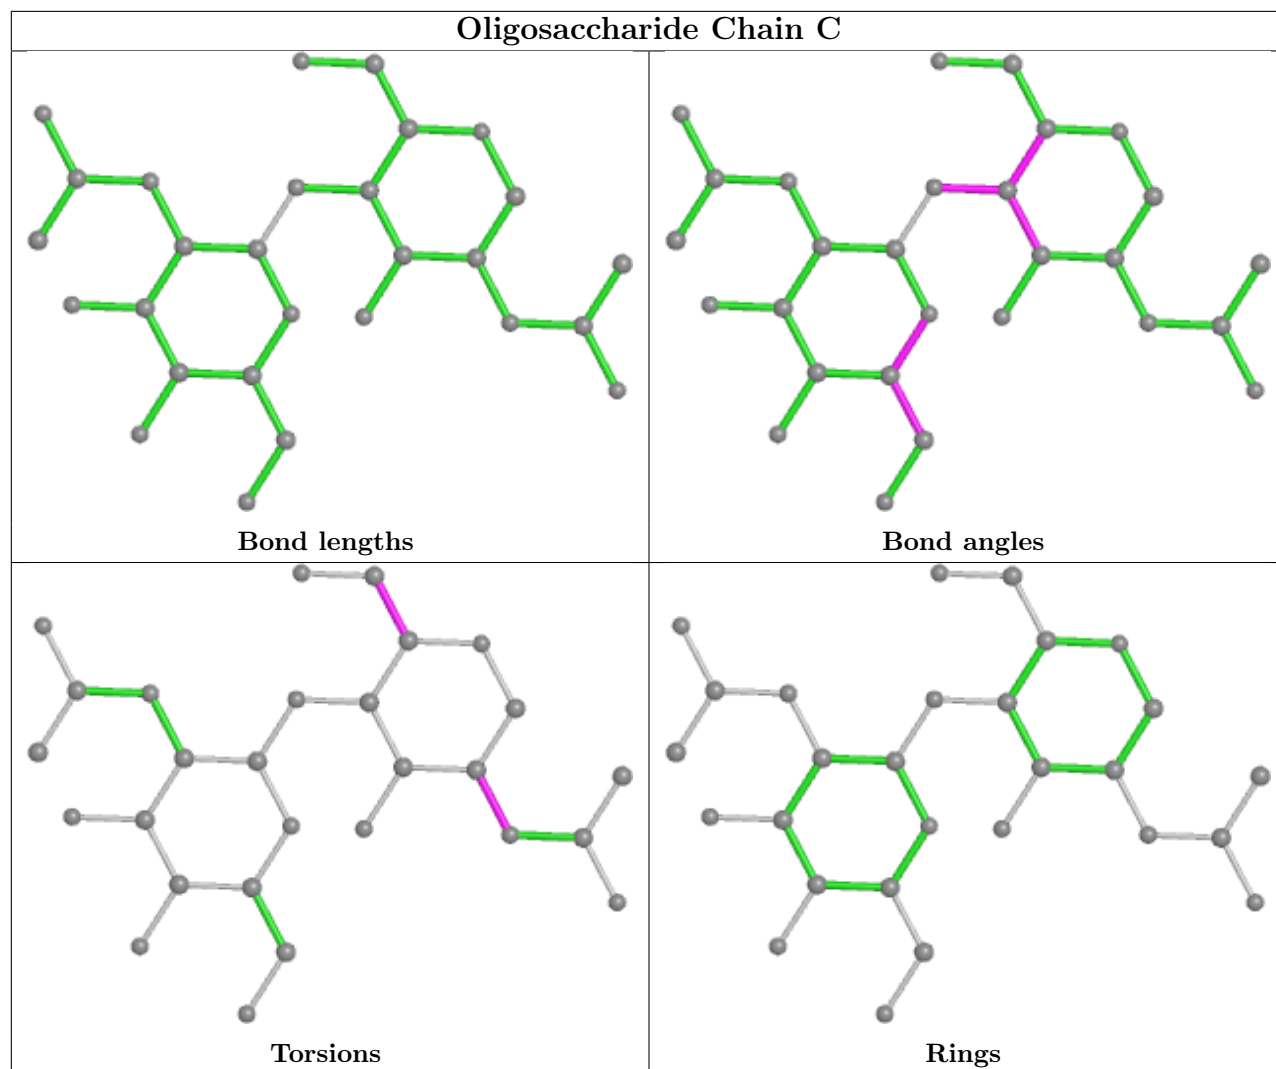 Oligosaccharide Chain C
Bond lengths
Bond angles
Torsions
Rings